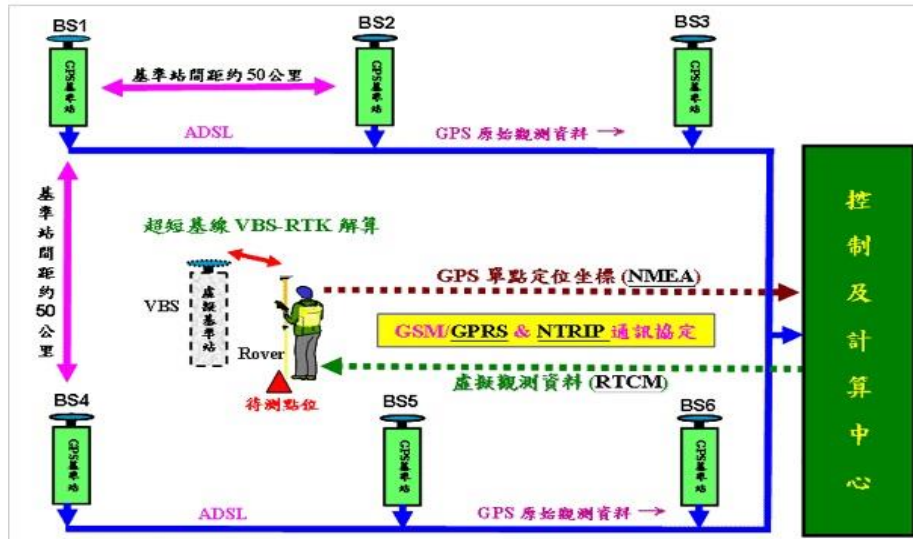 BS1
BS2
BS3
GPS基準站
GPS基準站
GPS基準站
基準站間距約50公里
ADSL
GPS 原始觀測資料 →
基準站間距約50公里
超短基線 VBS-RTK 解算
VBS
虛擬基準站
Rover
待測點位
GPS 單點定位坐標 (NMEA)
GSM/GPRS & NTRIP 通訊協定
虛擬觀測資料 (RTCM)
控制及計算中心
BS4
BS5
BS6
GPS基準站
GPS基準站
GPS基準站
ADSL
GPS 原始觀測資料 →